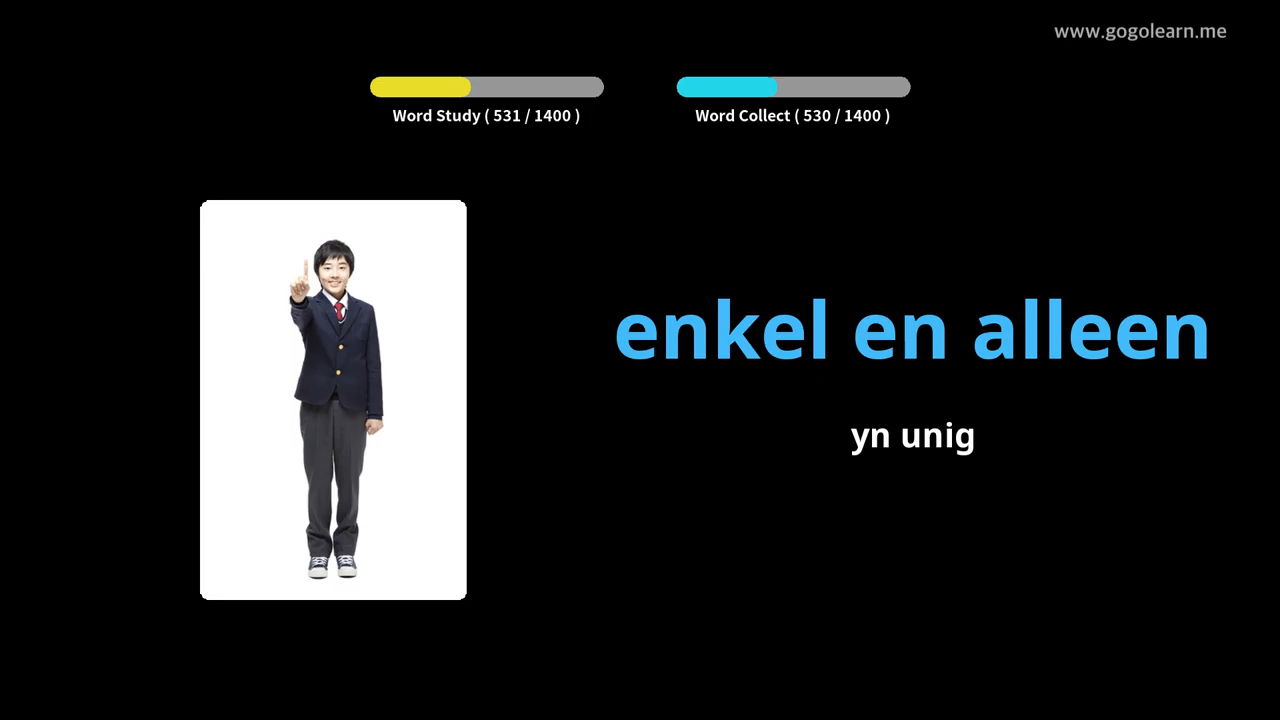 www.gogolearn.me
Word Study ( 531 / 1400 )
Word Collect ( 530 / 1400 )
enkel en alleen
yn unig